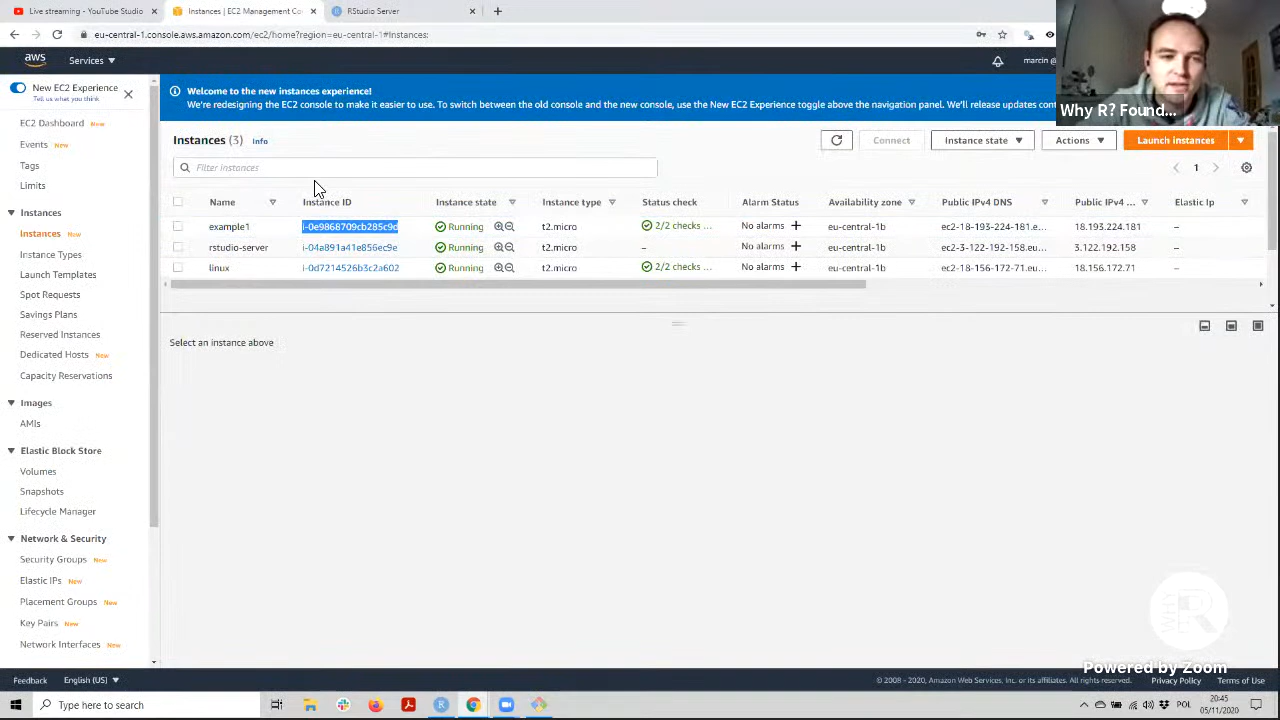 Live streaming - YouTube Studio
Instances | EC2 Management Co
RStudio Server
eu-central-1.console.aws.amazon.com/ec2/home?region=eu-central-1#Instances:
aws
Services
marcin @
New EC2 Experience
Tell us what you think
Welcome to the new instances experience!
We're redesigning the EC2 console to make it easier to use. To switch between the old console and the new console, use the New EC2 Experience toggle above the navigation panel. We'll release updates con
Why R? Found...
EC2 Dashboard New
Events New
Tags
Limits
Instances
Instances New
Instance Types
Launch Templates
Spot Requests
Savings Plans
Reserved Instances
Dedicated Hosts New
Capacity Reservations
Images
AMIs
Elastic Block Store
Volumes
Snapshots
Lifecycle Manager
Network & Security
Security Groups New
Elastic IPs New
Placement Groups New
Key Pairs New
Network Interfaces New
Instances (3) Info
Connect
Instance state
Actions
Launch instances
Filter instances
1
Name Instance ID Instance state Instance type Status check Alarm Status Availability zone Public IPv4 DNS Public IPv4 ... Elastic Ip
example1 i-0e9868709cb285c9d Running t2.micro 2/2 checks ... No alarms + eu-central-1b ec2-18-193-224-181.e... 18.193.224.181 –
rstudio-server i-04a891a41e856ec9e Running t2.micro – No alarms + eu-central-1b ec2-3-122-192-158.eu... 3.122.192.158 –
linux i-0d7214526b3c2a602 Running t2.micro 2/2 checks ... No alarms + eu-central-1b ec2-18-156-172-71.eu... 18.156.172.71 –
Select an instance above
R
Powered by Zoom
Feedback
English (US)
© 2008 - 2020, Amazon Web Services, Inc. or its affiliates. All rights reserved.
Privacy Policy
Terms of Use
Type here to search
POL
20:45
05/11/2020